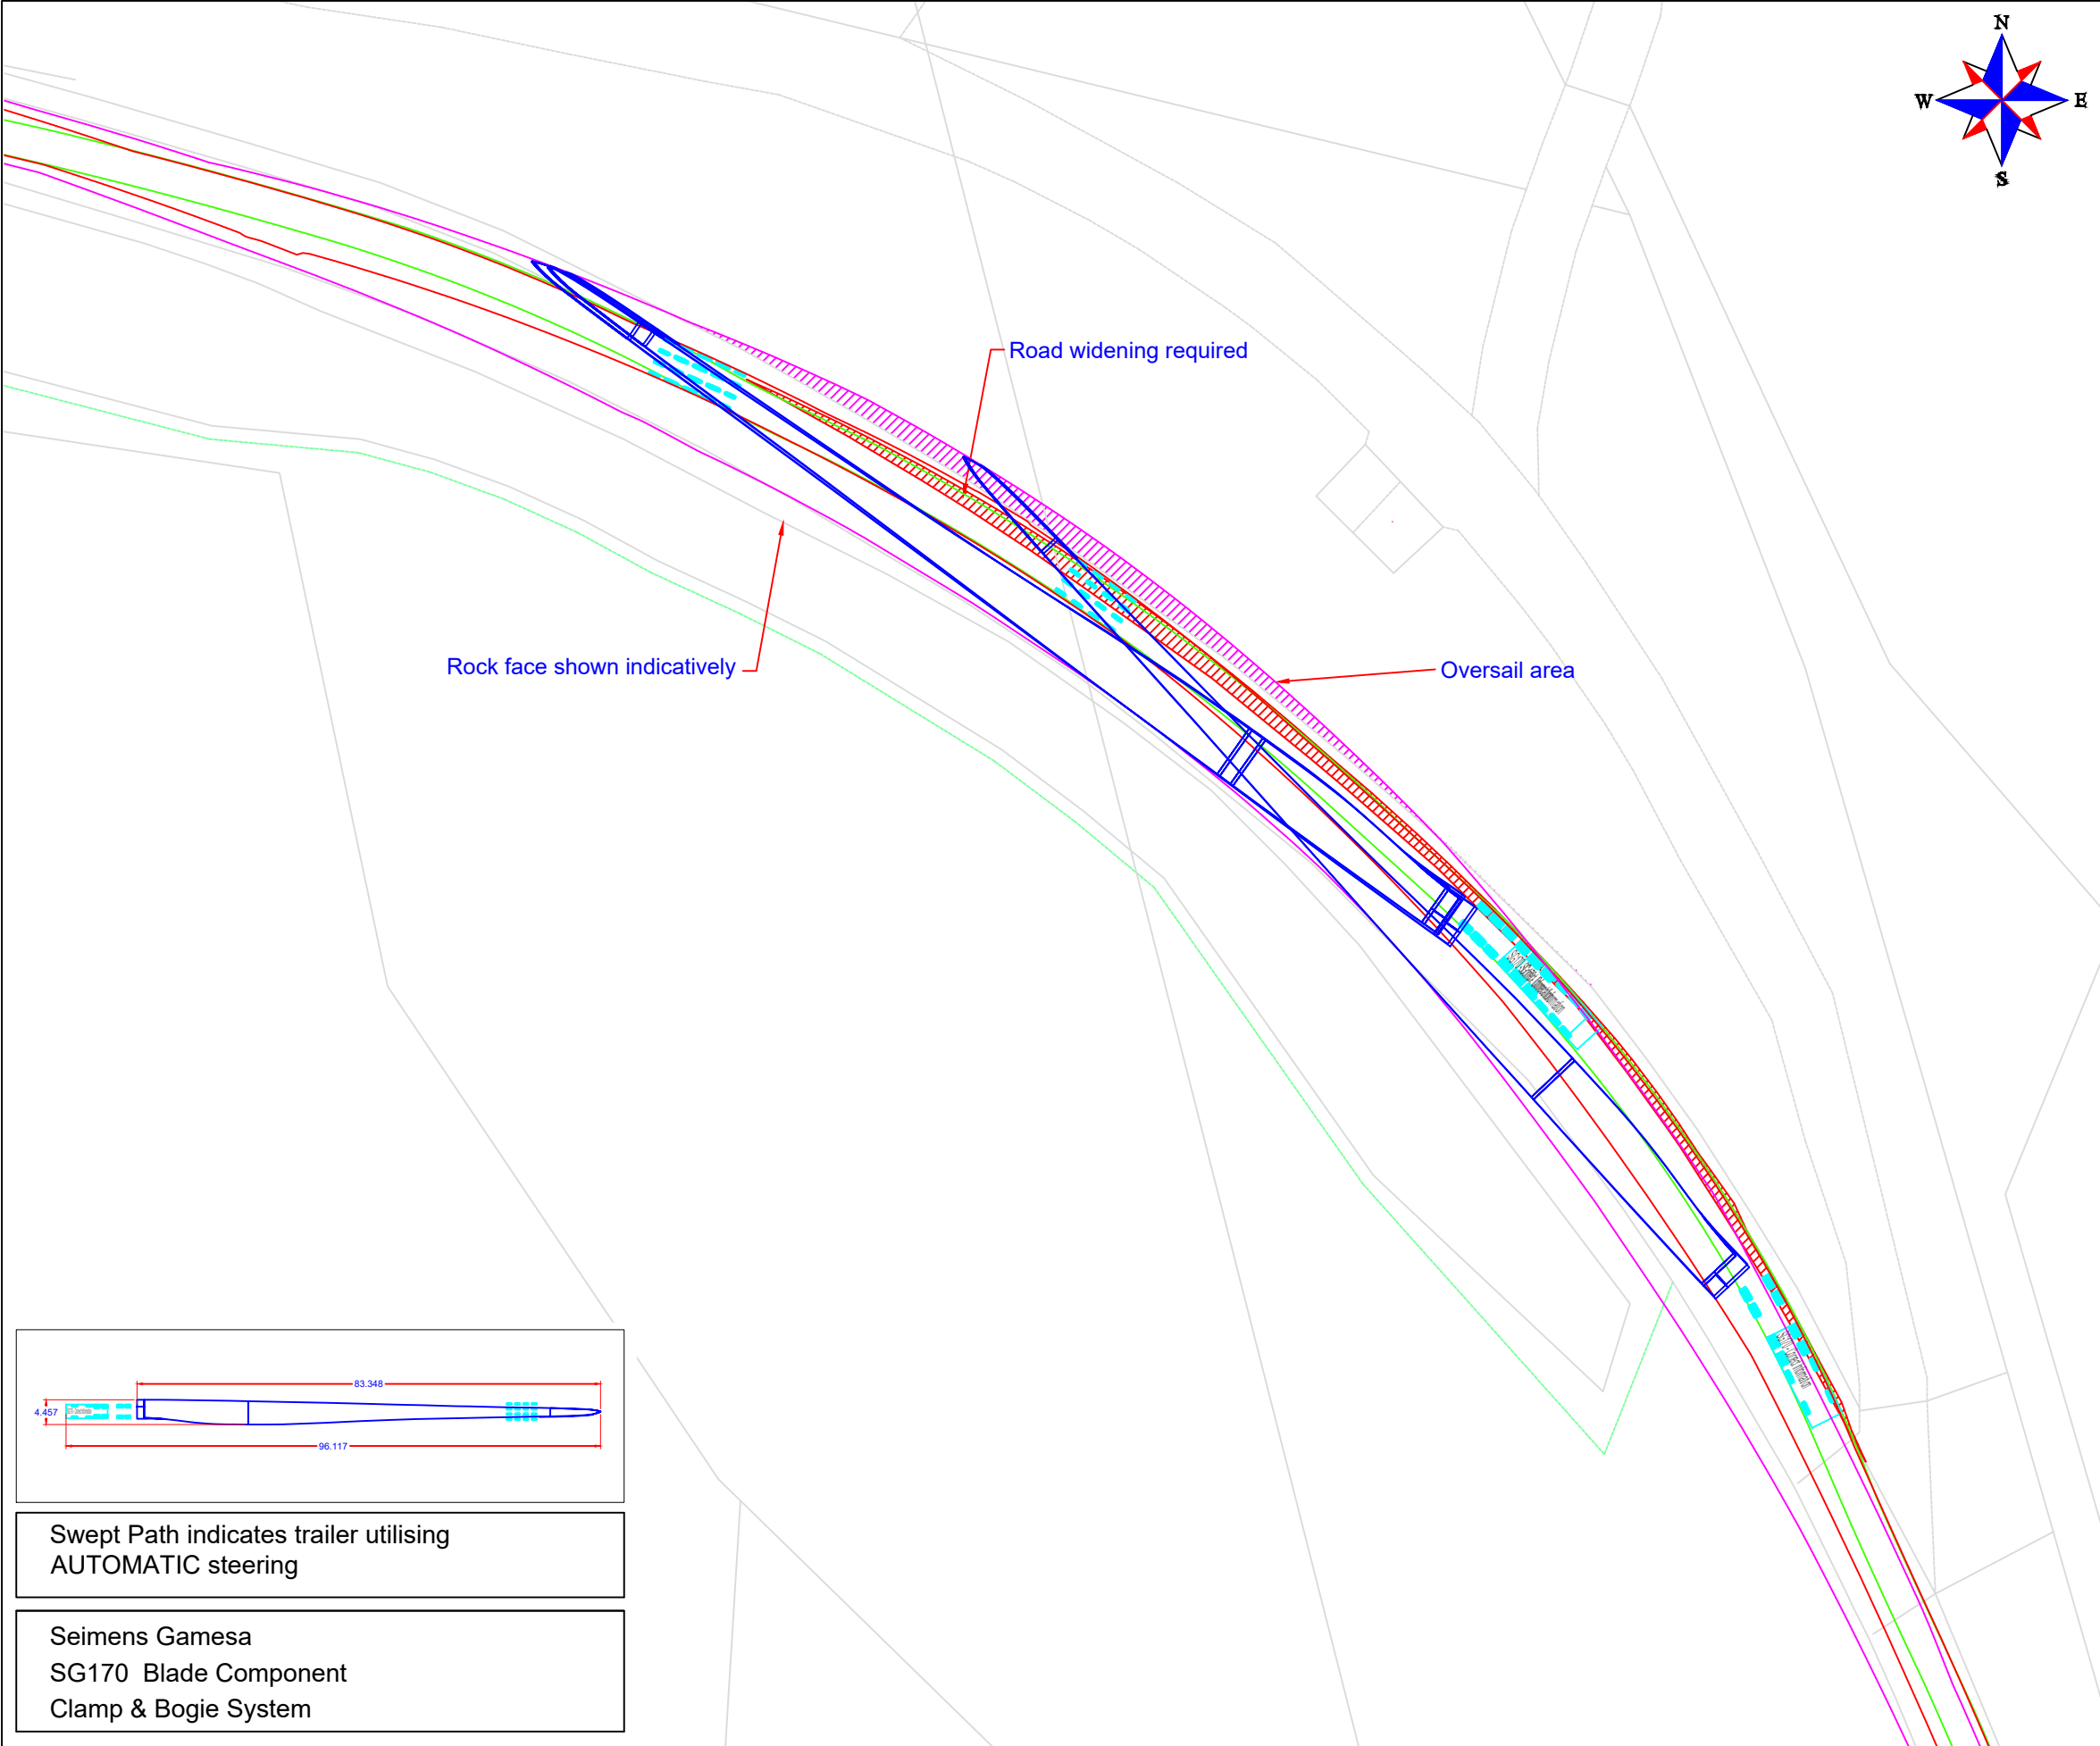 N
W
E
S
Road widening required
Rock face shown indicatively
Oversail area
83.348
4.457
96.117
Swept Path indicates trailer utilising
AUTOMATIC steering
Seimens Gamesa
SG170 Blade Component
Clamp & Bogie System